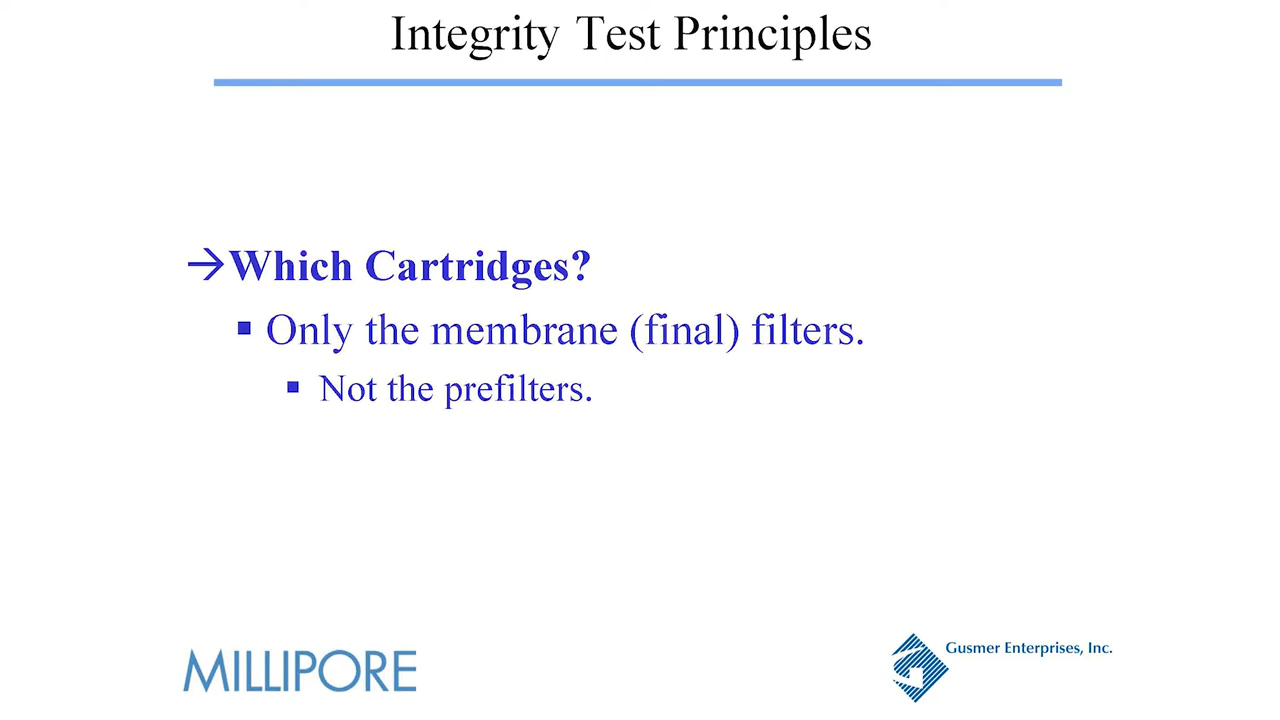 Integrity Test Principles
→Which Cartridges?
▪ Only the membrane (final) filters.
▪ Not the prefilters.
MILLIPORE
Gusmer Enterprises, Inc.